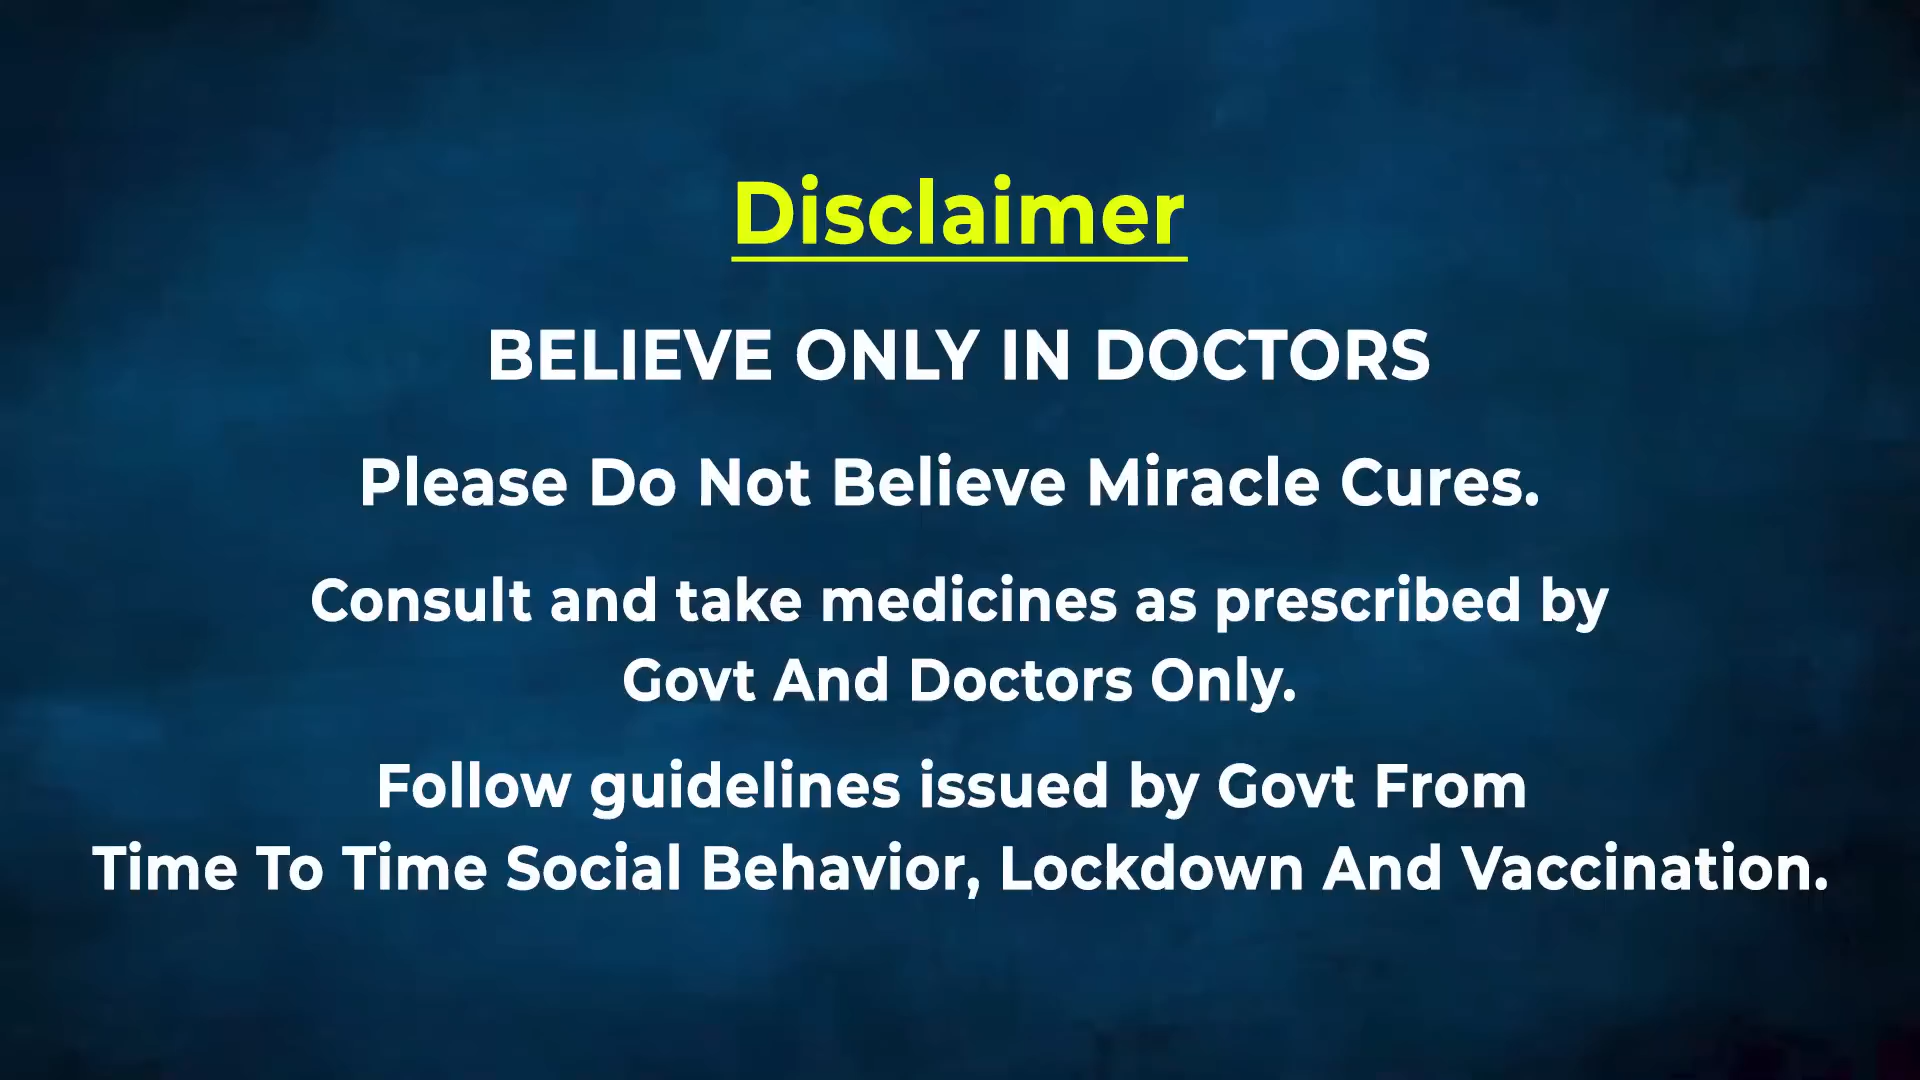 Disclaimer
BELIEVE ONLY IN DOCTORS
Please Do Not Believe Miracle Cures.
Consult and take medicines as prescribed by
Govt And Doctors Only.
Follow guidelines issued by Govt From
Time To Time Social Behavior, Lockdown And Vaccination.